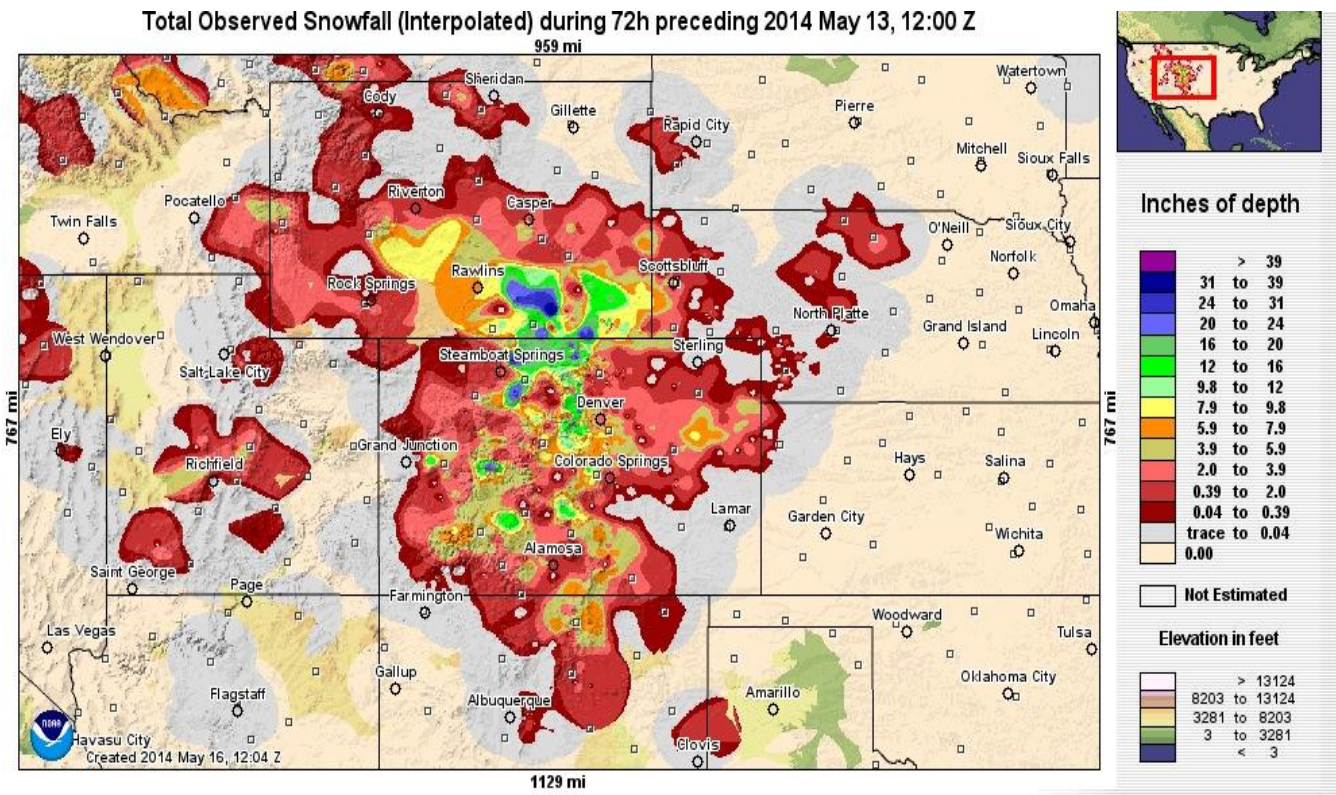 Total Observed Snowfall (Interpolated) during 72h preceding 2014 May 13, 12:00 Z
959 mi
Sheridan
Cody
Gillette
Watertown
Pierre
Rapid City
Mitchell
Sioux Falls
Pocatello
Riverton
Casper
Twin Falls
O'Neill
Sioux City
Norfolk
Rawlins
Scottsbluff
Rock Springs
Omaha
North Platte
Grand Island
Lincoln
West Wendover
Steamboat Springs
Sterling
Salt Lake City
767 mi
767 mi
Denver
Ely
Grand Junction
Richfield
Colorado Springs
Hays
Salina
Lamar
Garden City
Wichita
Alamosa
Saint George
Page
Farmington
Woodward
Las Vegas
Tulsa
Gallup
Oklahoma City
Flagstaff
Albuquerque
Amarillo
NOAA
Havasu City
Clovis
Created 2014 May 16, 12:04 Z
1129 mi
Inches of depth
> 39
31 to 39
24 to 31
20 to 24
16 to 20
12 to 16
9.8 to 12
7.9 to 9.8
5.9 to 7.9
3.9 to 5.9
2.0 to 3.9
0.39 to 2.0
0.04 to 0.39
trace to 0.04
0.00
Not Estimated
Elevation in feet
> 13124
8203 to 13124
3281 to 8203
3 to 3281
< 3